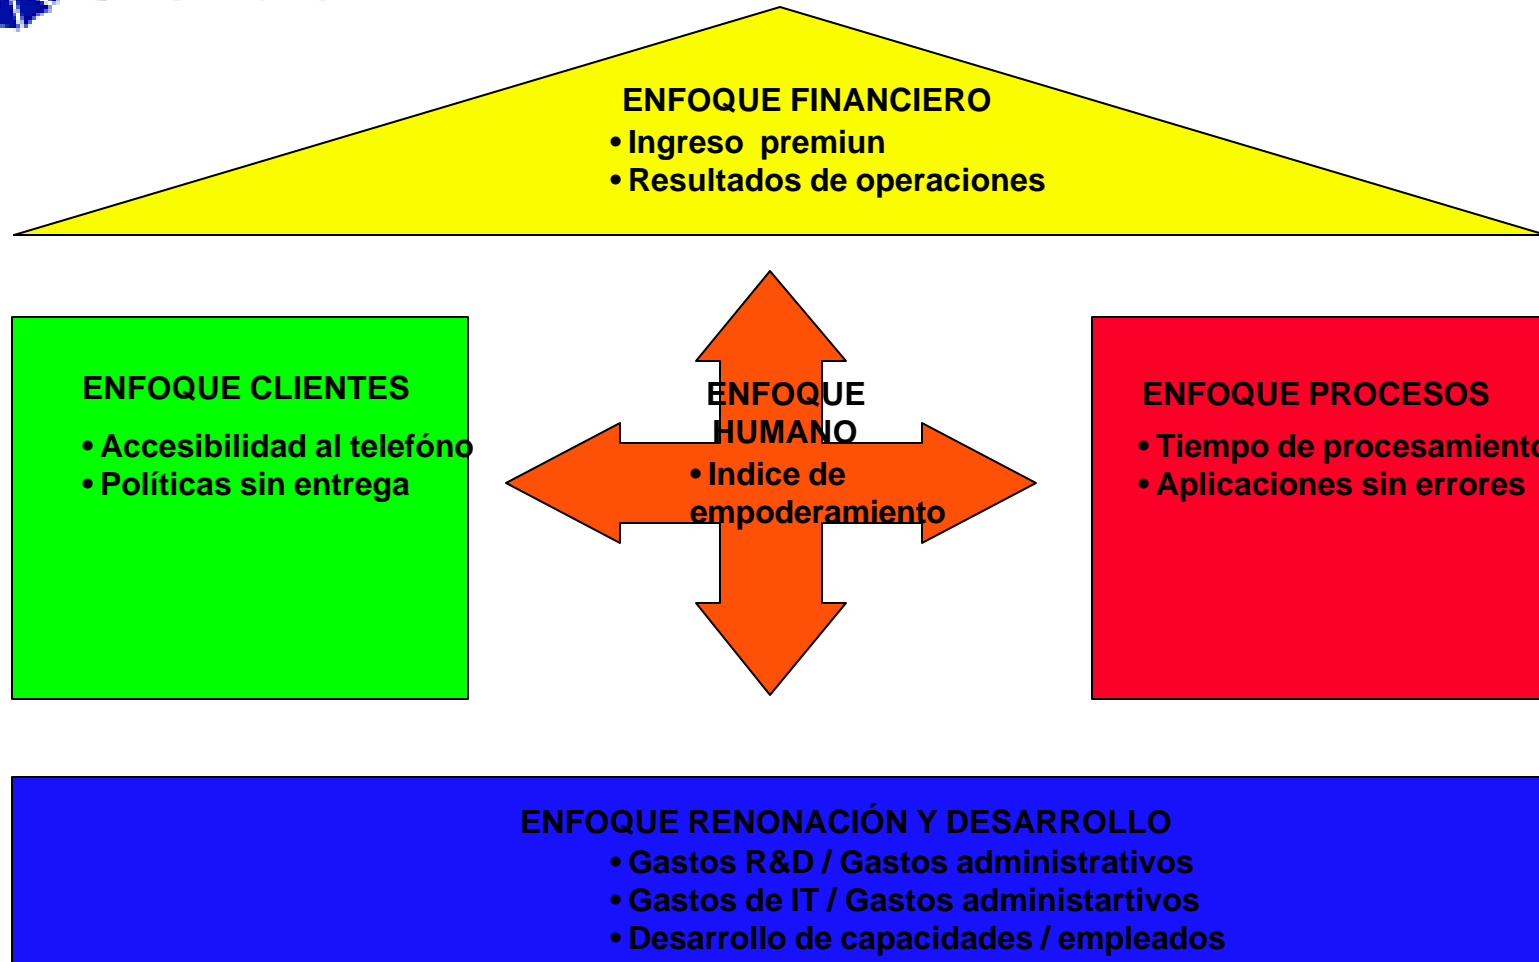 ENFOQUE FINANCIERO
• Ingreso premiun
• Resultados de operaciones
ENFOQUE CLIENTES
• Accesibilidad al telefóno
• Políticas sin entrega
ENFOQUE
HUMANO
• Indice de
empoderamiento
ENFOQUE PROCESOS
• Tiempo de procesamiento
• Aplicaciones sin errores
ENFOQUE RENONACIÓN Y DESARROLLO
• Gastos R&D / Gastos administrativos
• Gastos de IT / Gastos administartivos
• Desarrollo de capacidades / empleados